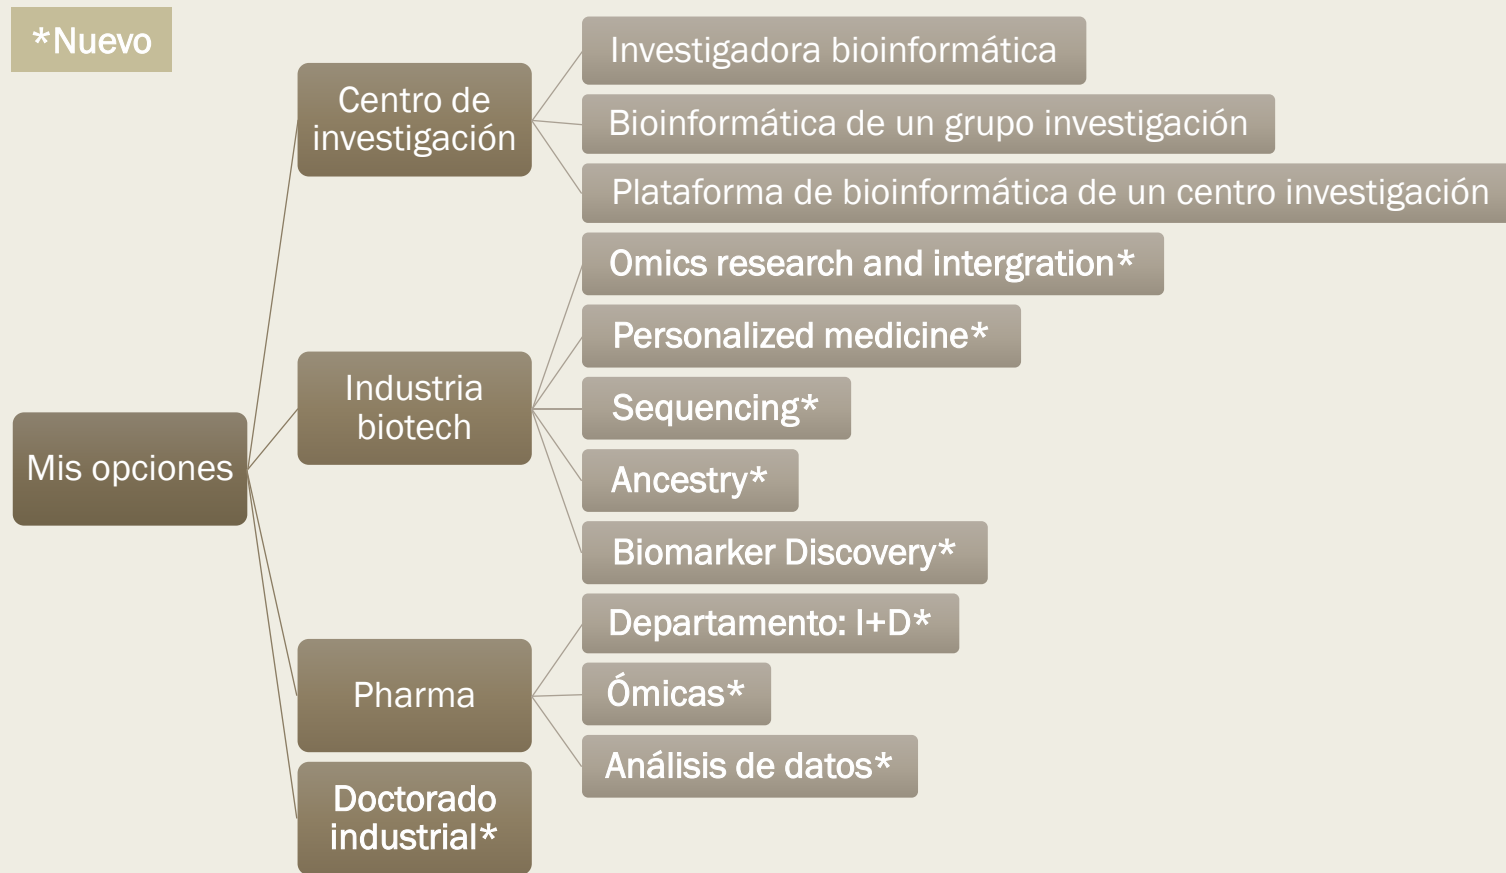 *Nuevo
Mis opciones
Centro de
investigación
Investigadora bioinformática
Bioinformática de un grupo investigación
Plataforma de bioinformática de un centro investigación
Industria
biotech
Omics research and intergration*
Personalized medicine*
Sequencing*
Ancestry*
Biomarker Discovery*
Pharma
Departamento: I+D*
Ómicas*
Análisis de datos*
Doctorado
industrial*